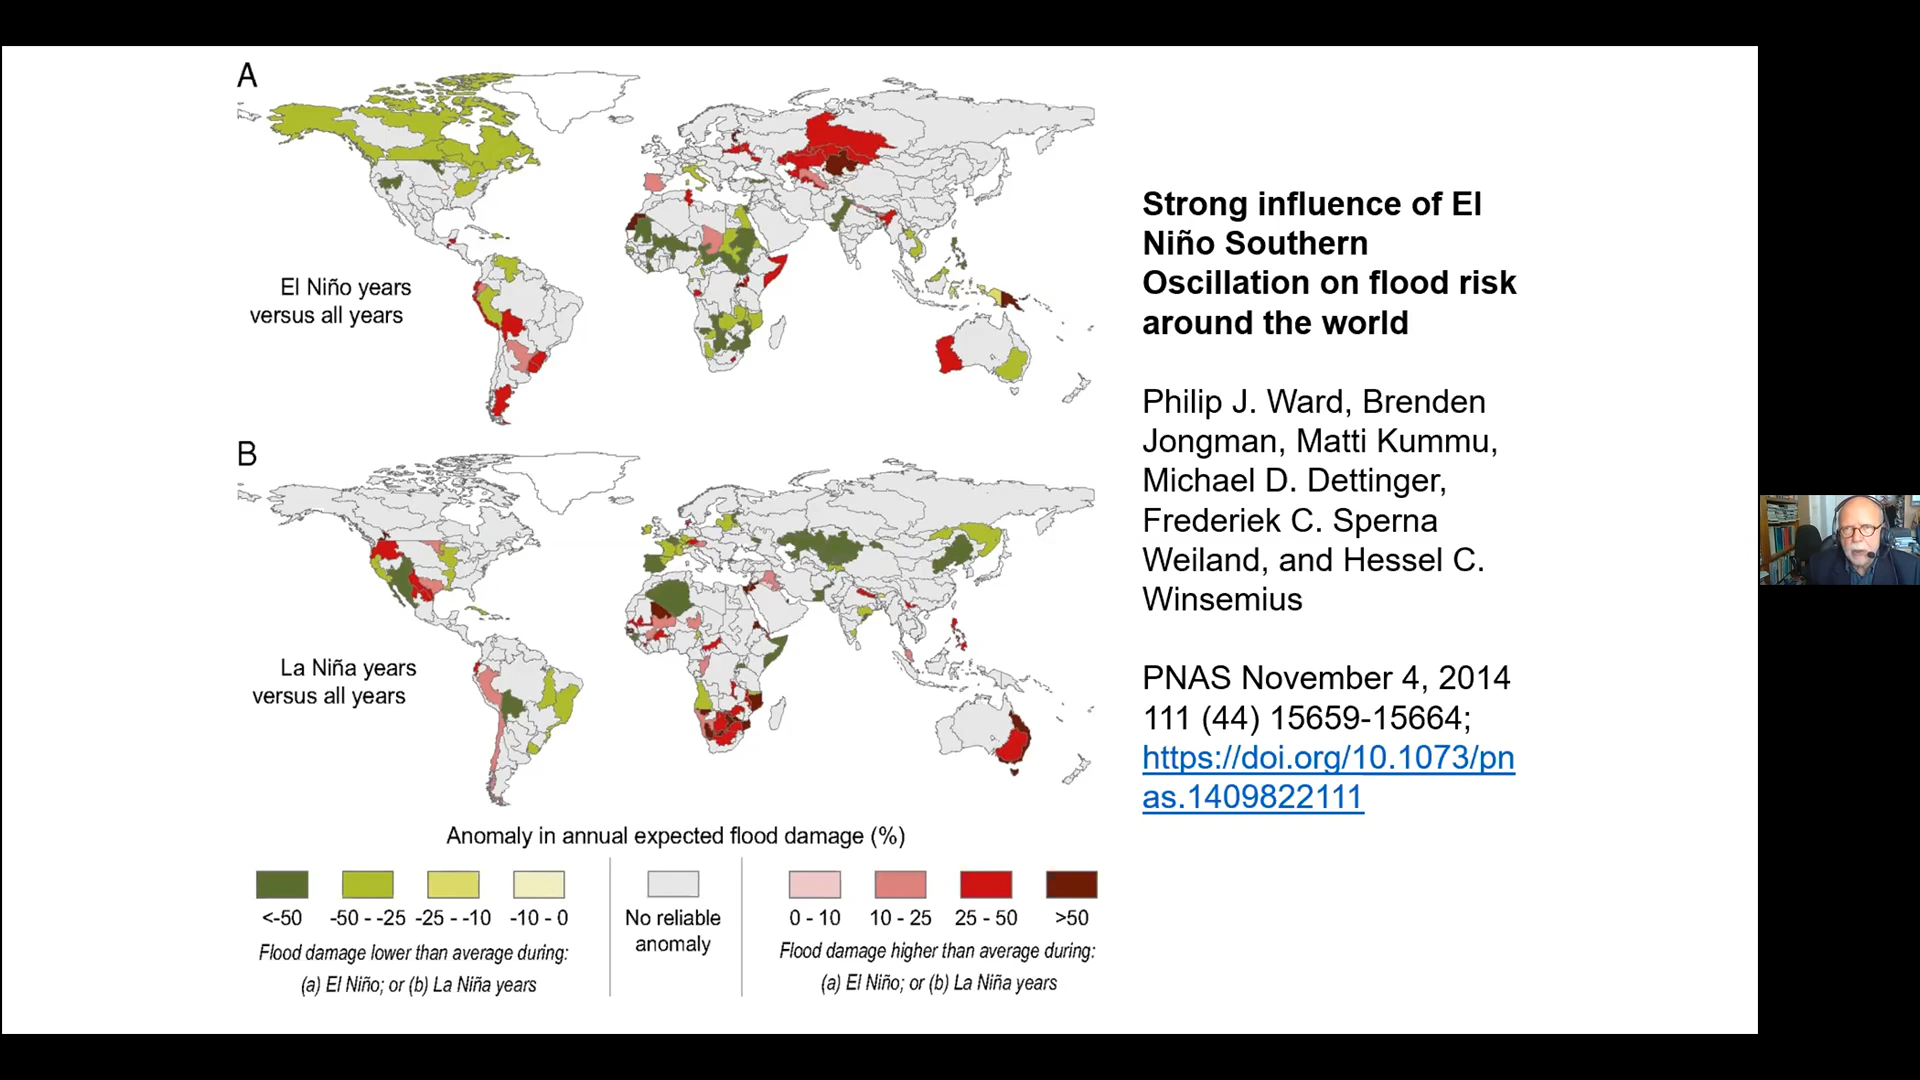 A
El Niño years
versus all years
B
La Niña years
versus all years
Anomaly in annual expected flood damage (%)
<-50
-50 - -25
-25 - -10
-10 - 0
No reliable
anomaly
0 - 10
10 - 25
25 - 50
>50
Flood damage lower than average during:
(a) El Niño; or (b) La Niña years
Flood damage higher than average during:
(a) El Niño; or (b) La Niña years
Strong influence of El
Niño Southern
Oscillation on flood risk
around the world
Philip J. Ward, Brenden
Jongman, Matti Kummu,
Michael D. Dettinger,
Frederiek C. Sperna
Weiland, and Hessel C.
Winsemius
PNAS November 4, 2014
111 (44) 15659-15664;
https://doi.org/10.1073/pn
as.1409822111